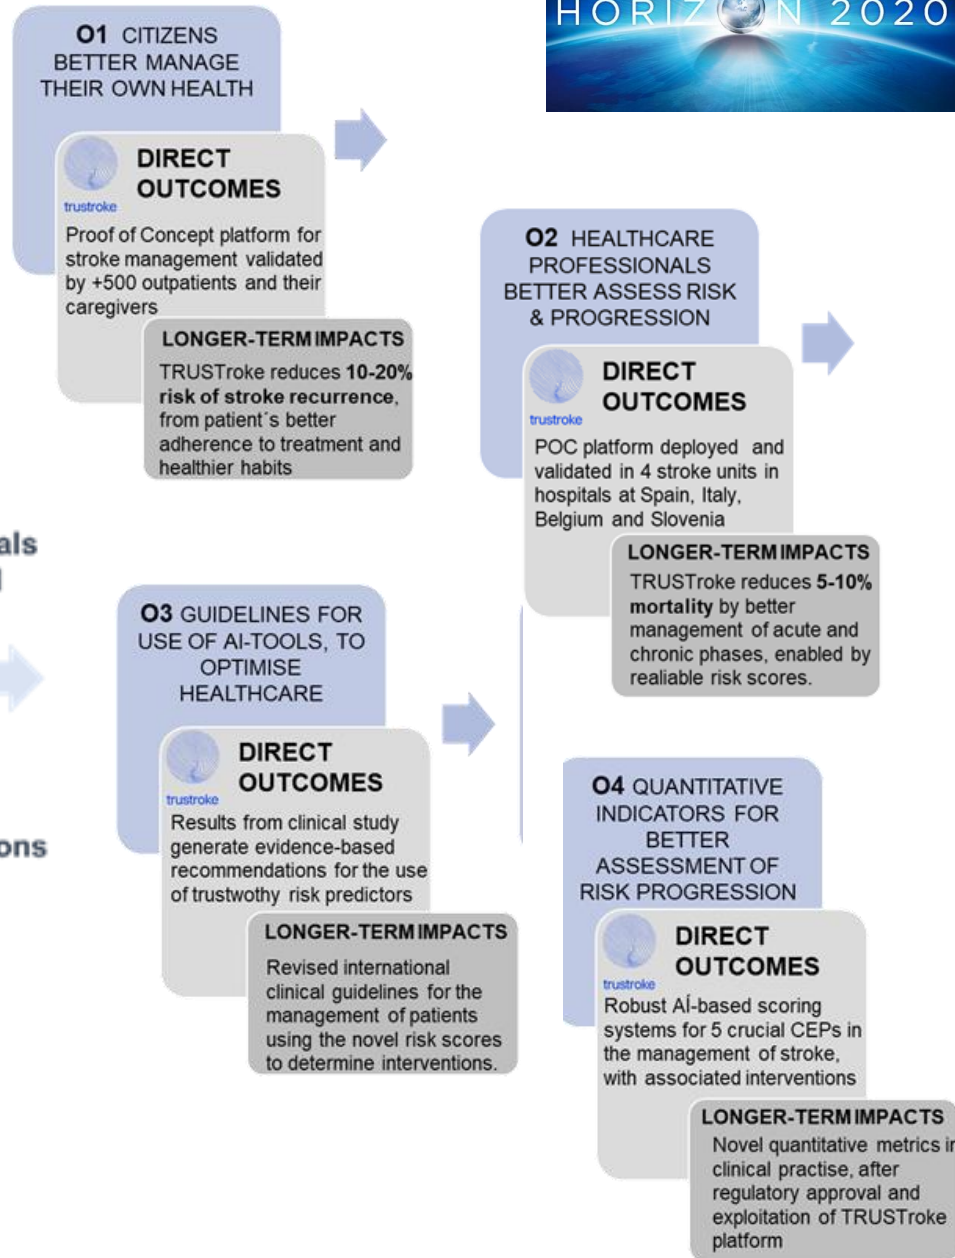 HORIZON 2020
O1 CITIZENS
BETTER MANAGE
THEIR OWN HEALTH
trustroke
DIRECT
OUTCOMES
Proof of Concept platform for
stroke management validated
by +500 outpatients and their
caregivers
LONGER-TERM IMPACTS
TRUSTroke reduces 10-20%
risk of stroke recurrence,
from patient´s better
adherence to treatment and
healthier habits
O2 HEALTHCARE
PROFESSIONALS
BETTER ASSESS RISK
& PROGRESSION
trustroke
DIRECT
OUTCOMES
POC platform deployed and
validated in 4 stroke units in
hospitals at Spain, Italy,
Belgium and Slovenia
LONGER-TERM IMPACTS
TRUSTroke reduces 5-10%
mortality by better
management of acute and
chronic phases, enabled by
realiable risk scores.
O3 GUIDELINES FOR
USE OF AI-TOOLS, TO
OPTIMISE
HEALTHCARE
trustroke
DIRECT
OUTCOMES
Results from clinical study
generate evidence-based
recommendations for the use
of trustwothy risk predictors
LONGER-TERM IMPACTS
Revised international
clinical guidelines for the
management of patients
using the novel risk scores
to determine interventions.
O4 QUANTITATIVE
INDICATORS FOR
BETTER
ASSESSMENT OF
RISK PROGRESSION
trustroke
DIRECT
OUTCOMES
Robust AÍ-based scoring
systems for 5 crucial CEPs in
the management of stroke,
with associated interventions
LONGER-TERM IMPACTS
Novel quantitative metrics in
clinical practise, after
regulatory approval and
exploitation of TRUSTroke
platform
als
ons